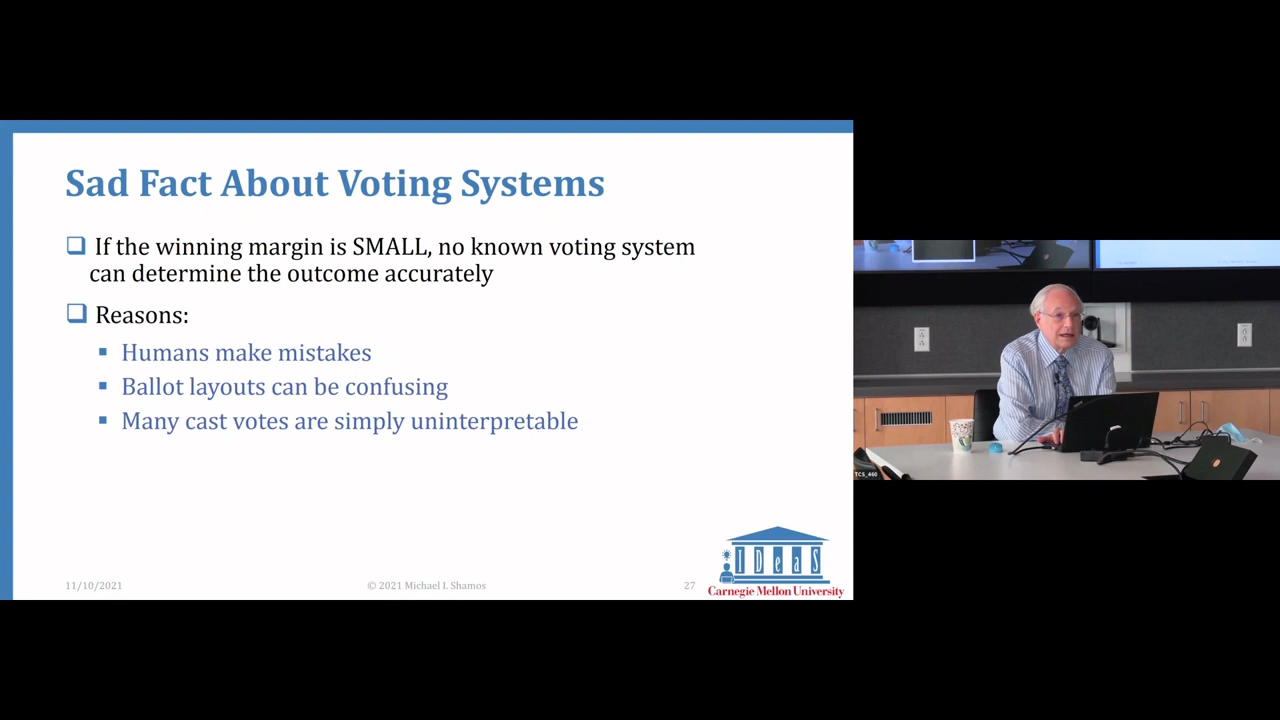 Sad Fact About Voting Systems
❑ If the winning margin is SMALL, no known voting system
can determine the outcome accurately
❑ Reasons:
▪ Humans make mistakes
▪ Ballot layouts can be confusing
▪ Many cast votes are simply uninterpretable
IDeaS
Carnegie Mellon University
11/10/2021
© 2021 Michael I. Shamos
27
TCS_460